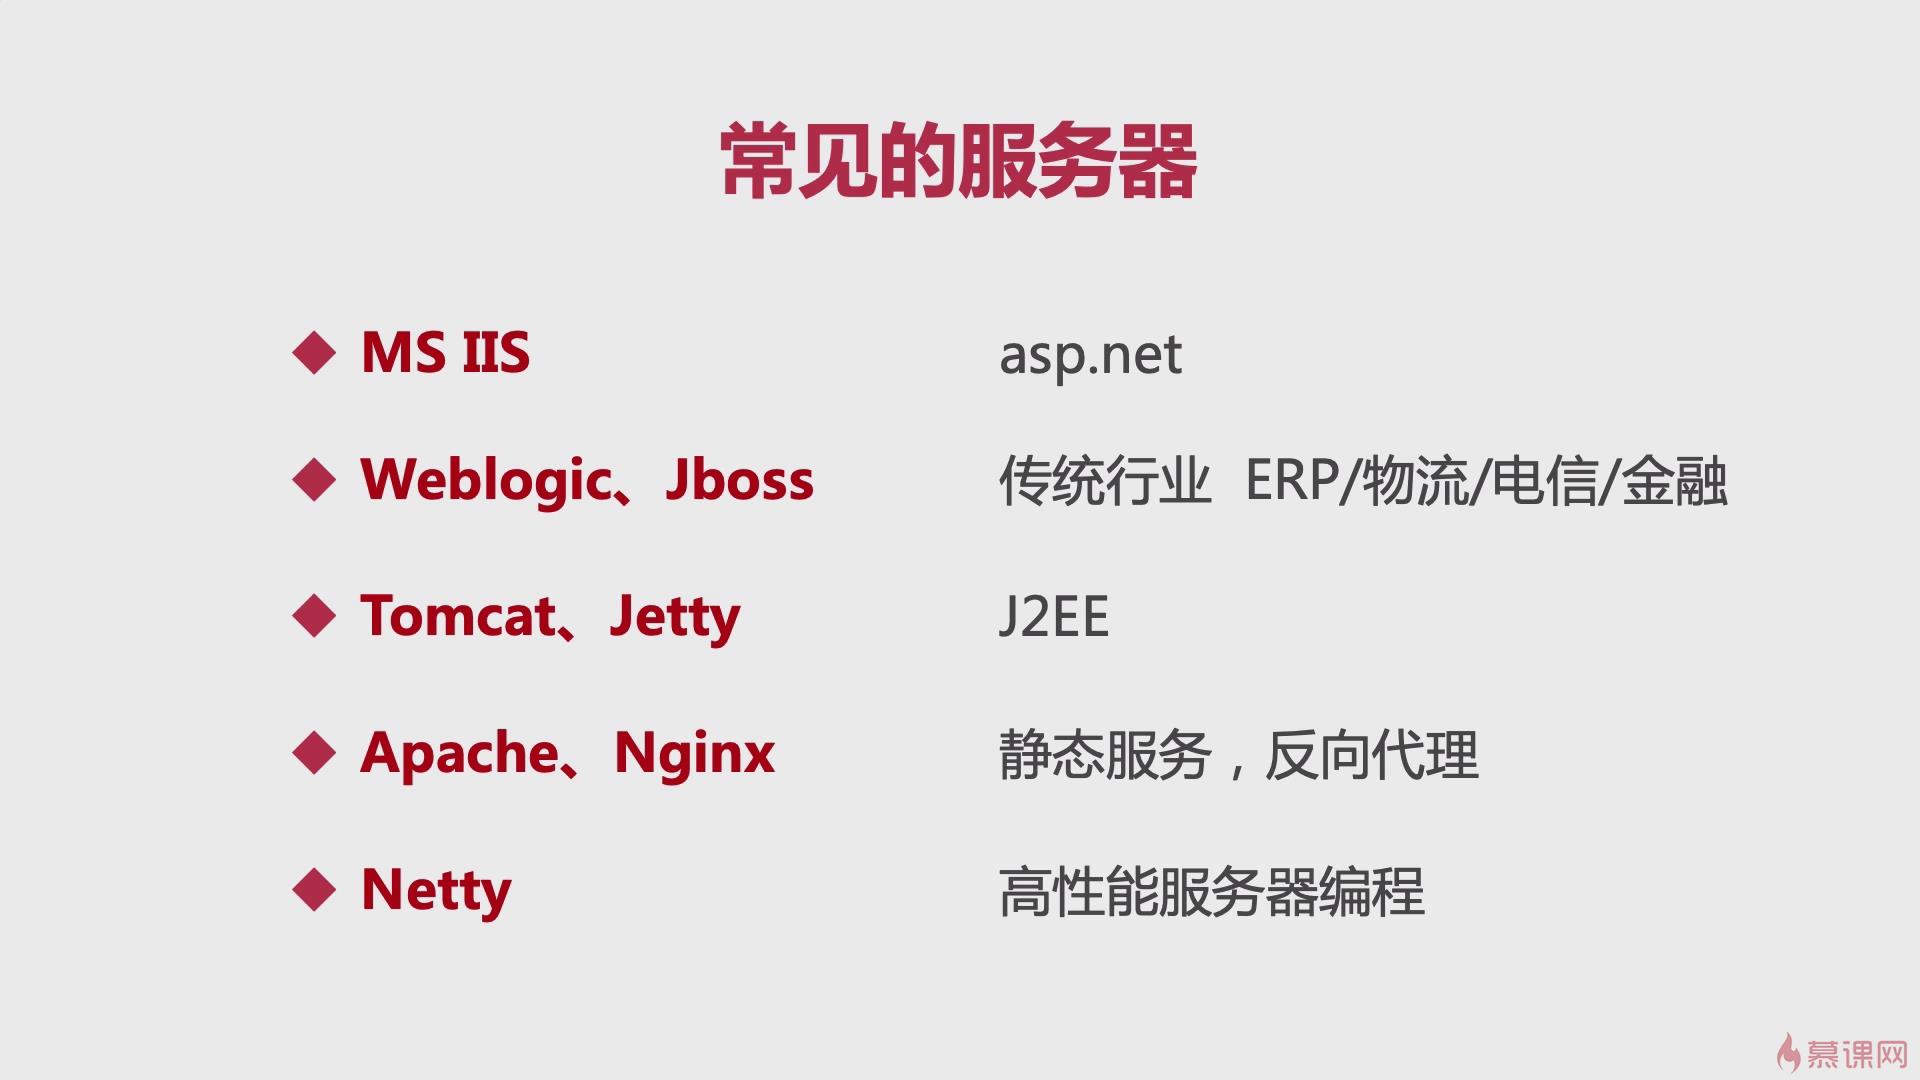 常见的服务器
MS IIS asp.net
Weblogic、Jboss 传统行业 ERP/物流/电信/金融
Tomcat、Jetty J2EE
Apache、Nginx 静态服务，反向代理
Netty 高性能服务器编程
慕课网